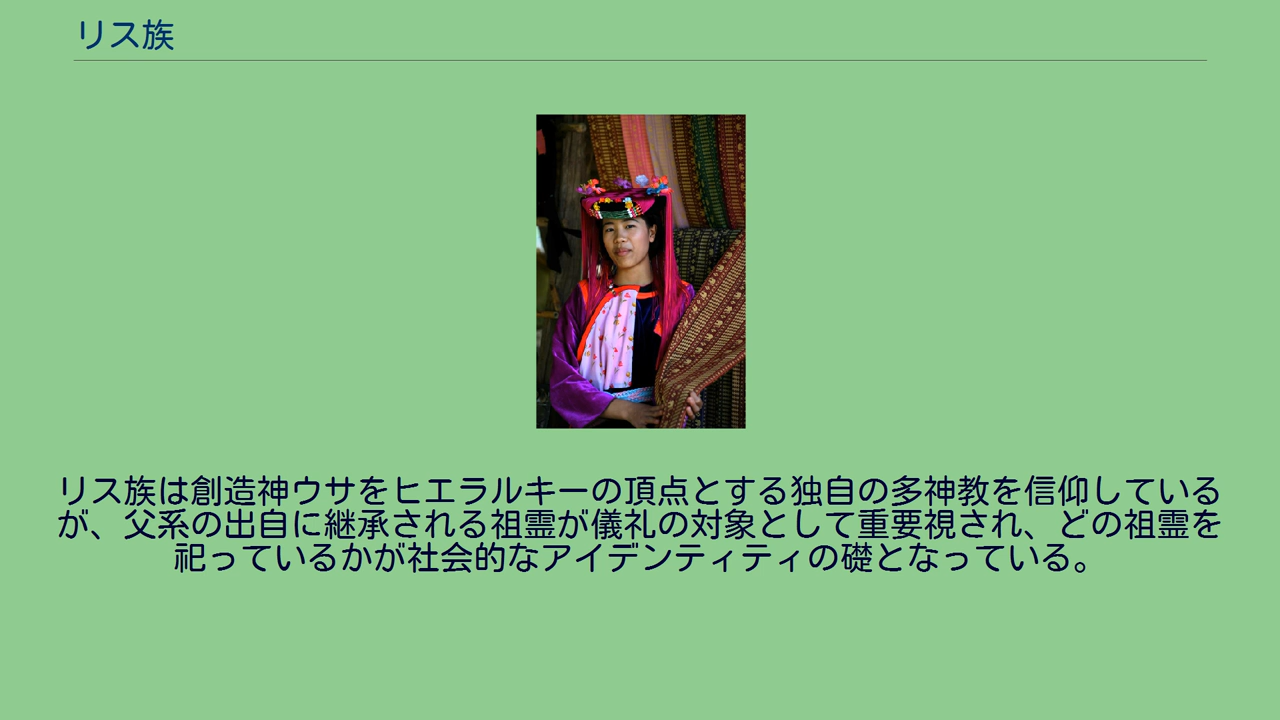 リス族
リス族は創造神ウサをヒエラルキーの頂点とする独自の多神教を信仰している
が、父系の出自に継承される祖霊が儀礼の対象として重要視され、どの祖霊を
祀っているかが社会的なアイデンティティの礎となっている。